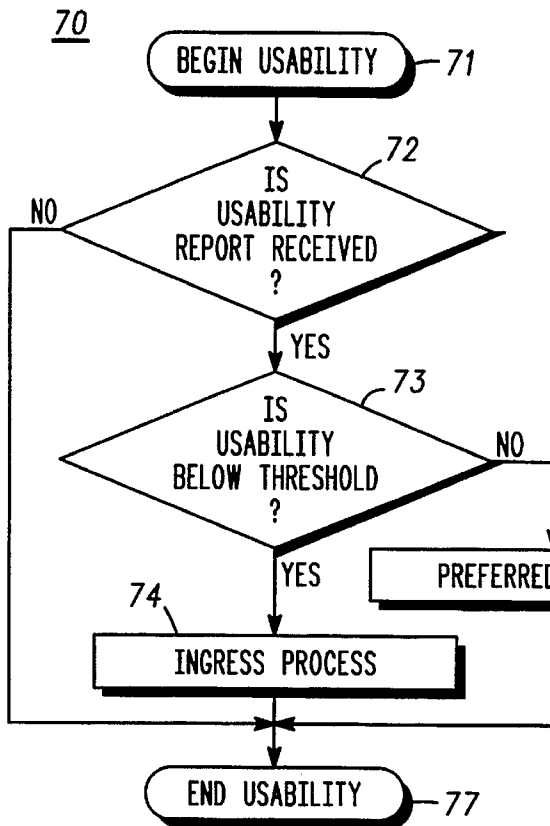 70
BEGIN USABILITY
71
72
IS
USABILITY
REPORT RECEIVED
?
NO
YES
73
IS
USABILITY
BELOW THRESHOLD
?
NO
YES
PREFERRED
74
INGRESS PROCESS
END USABILITY
77